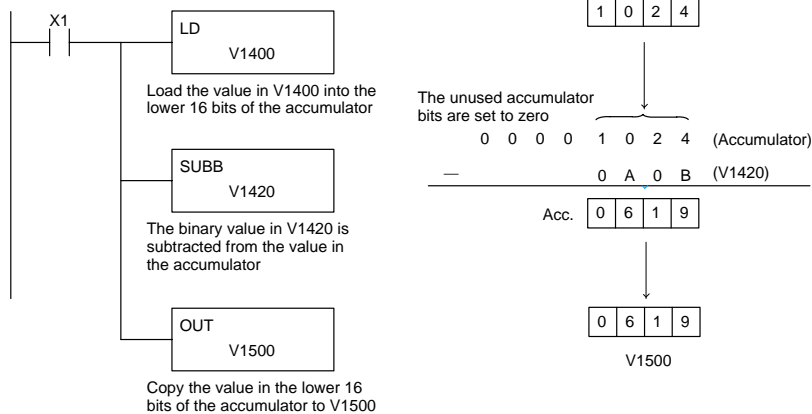 X1
LD
V1400
Load the value in V1400 into the
lower 16 bits of the accumulator
SUBB
V1420
The binary value in V1420 is
subtracted from the value in
the accumulator
OUT
V1500
Copy the value in the lower 16
bits of the accumulator to V1500
1 0 2 4
The unused accumulator
bits are set to zero
0 0 0 0 1 0 2 4 (Accumulator)
— 0 A 0 B (V1420)
Acc. 0 6 1 9
0 6 1 9
V1500